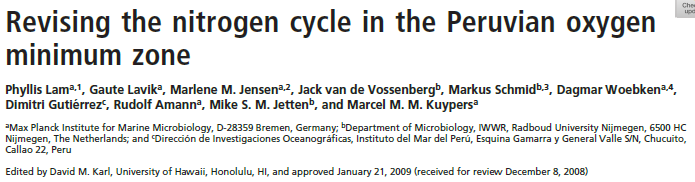 Revising the nitrogen cycle in the Peruvian oxygen
minimum zone
Phyllis Lamᵃ,¹, Gaute Lavikᵃ, Marlene M. Jensenᵃ,², Jack van de Vossenbergᵇ, Markus Schmidᵇ,³, Dagmar Woebkenᵃ,⁴,
Dimitri Gutiérrezᶜ, Rudolf Amannᵃ, Mike S. M. Jettenᵇ, and Marcel M. M. Kuypersᵃ
ᵃMax Planck Institute for Marine Microbiology, D-28359 Bremen, Germany; ᵇDepartment of Microbiology, IWWR, Radboud University Nijmegen, 6500 HC
Nijmegen, The Netherlands; and ᶜDirección de Investigaciones Oceanográficas, Instituto del Mar del Perú, Esquina Gamarra y General Valle S/N, Chucuito,
Callao 22, Peru
Edited by David M. Karl, University of Hawaii, Honolulu, HI, and approved January 21, 2009 (received for review December 8, 2008)